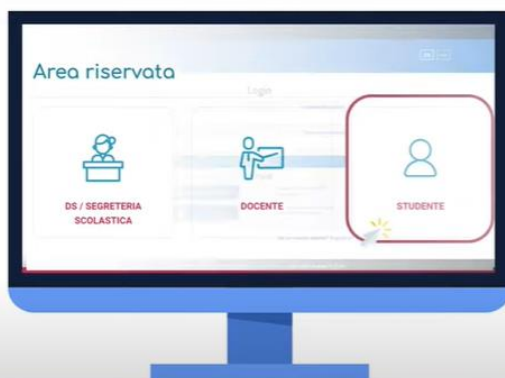 Area riservata
Login
DS / SEGRETERIA
SCOLASTICA
DOCENTE
STUDENTE